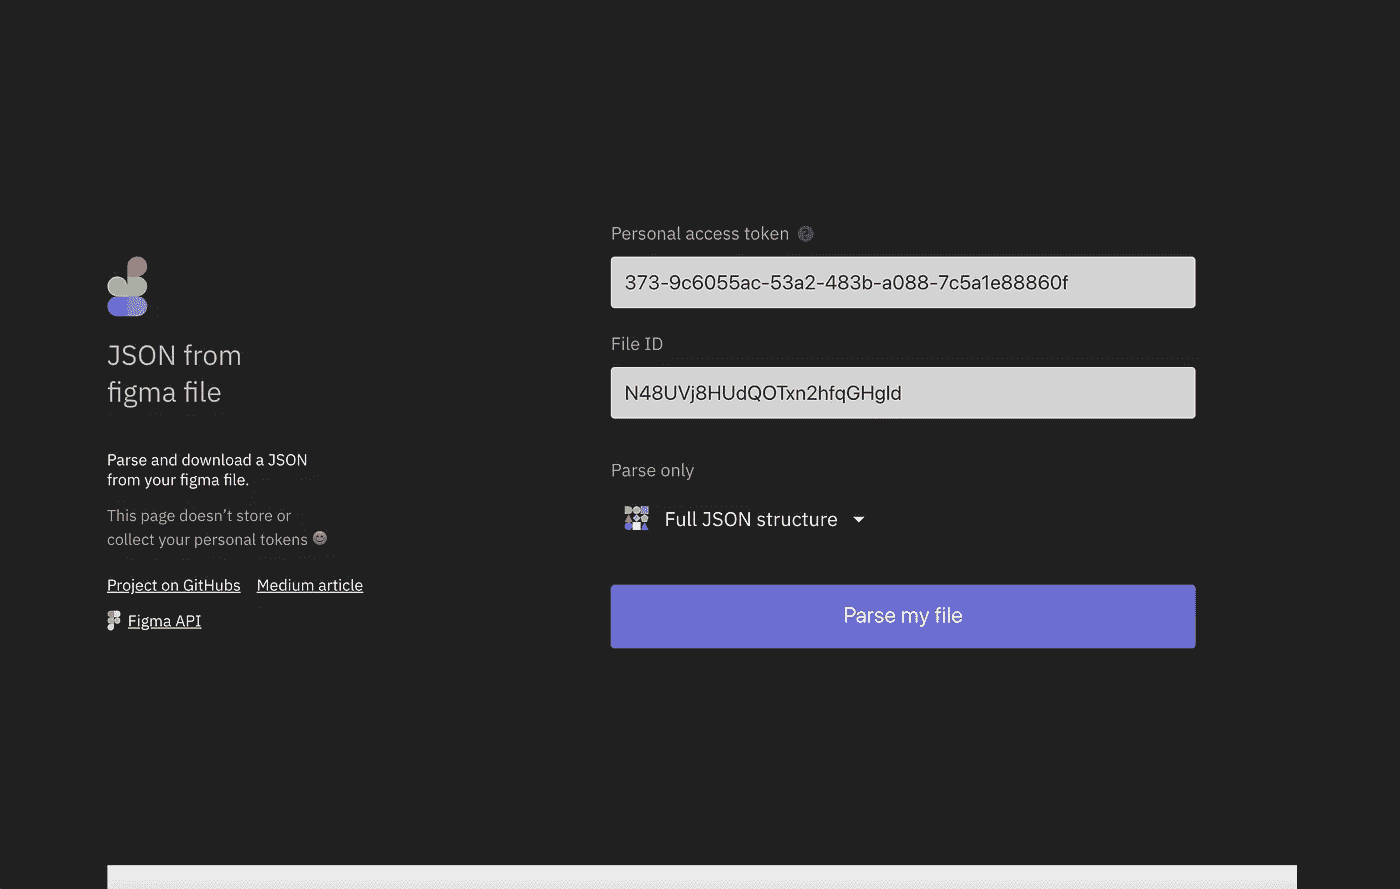 JSON from
figma file
Parse and download a JSON
from your figma file.
This page doesn't store or
collect your personal tokens
Project on GitHubs Medium article
Figma API
Personal access token
373-9c6055ac-53a2-483b-a088-7c5a1e88860f
File ID
N48UVj8HUdQOTxn2hfqGHgld
Parse only
Full JSON structure
Parse my file